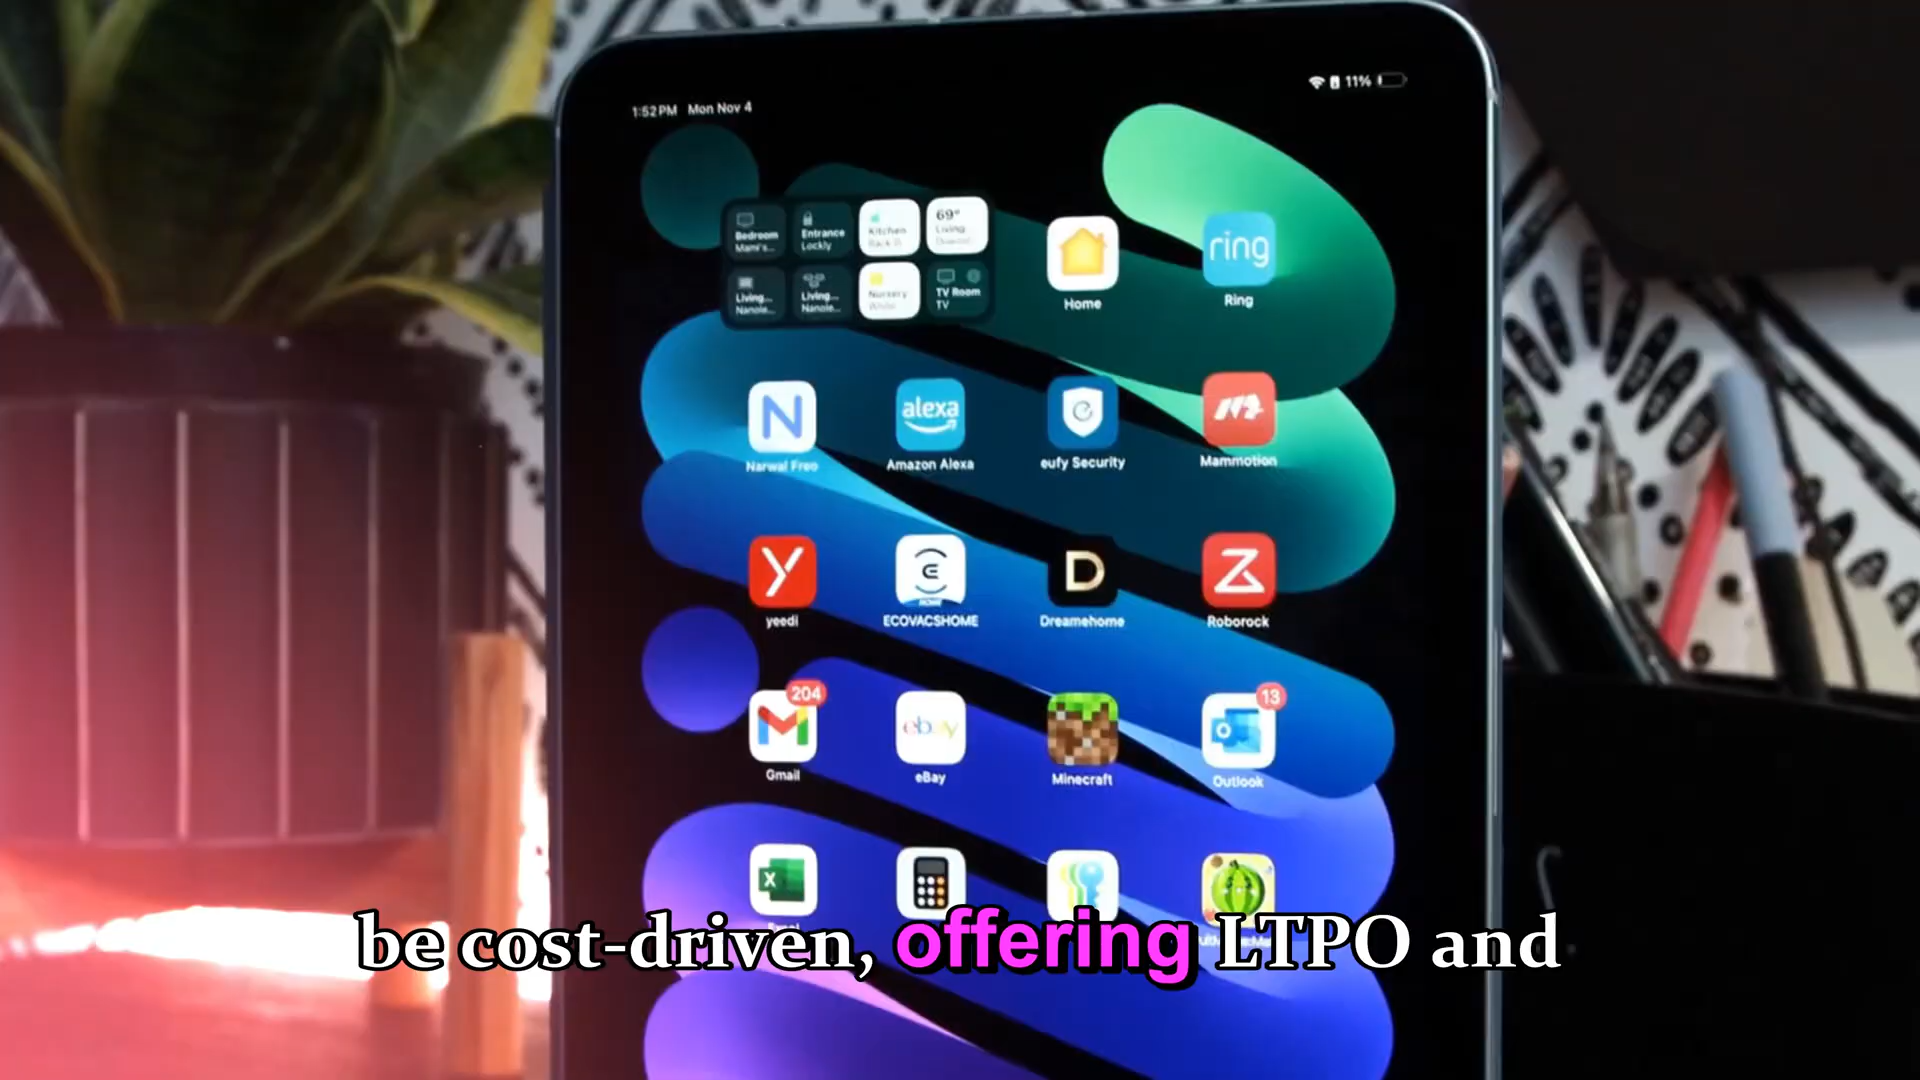 1:52 PM Mon Nov 4
11%
Bedroom
Mami's...
Entrance
Lockly
Kitchen
69°
Living
Living...
Nanole...
Living...
Nanole...
Nursery
White
TV Room
TV
Home
ring
Ring
N
Narwal Freo
alexa
Amazon Alexa
eufy Security
Mammotion
yeedi
HOME
ECOVACSHOME
D
Dreamehome
Roborock
204
Gmail
ebay
eBay
Minecraft
13
Outlook
X
be cost-driven, offering LTPO and